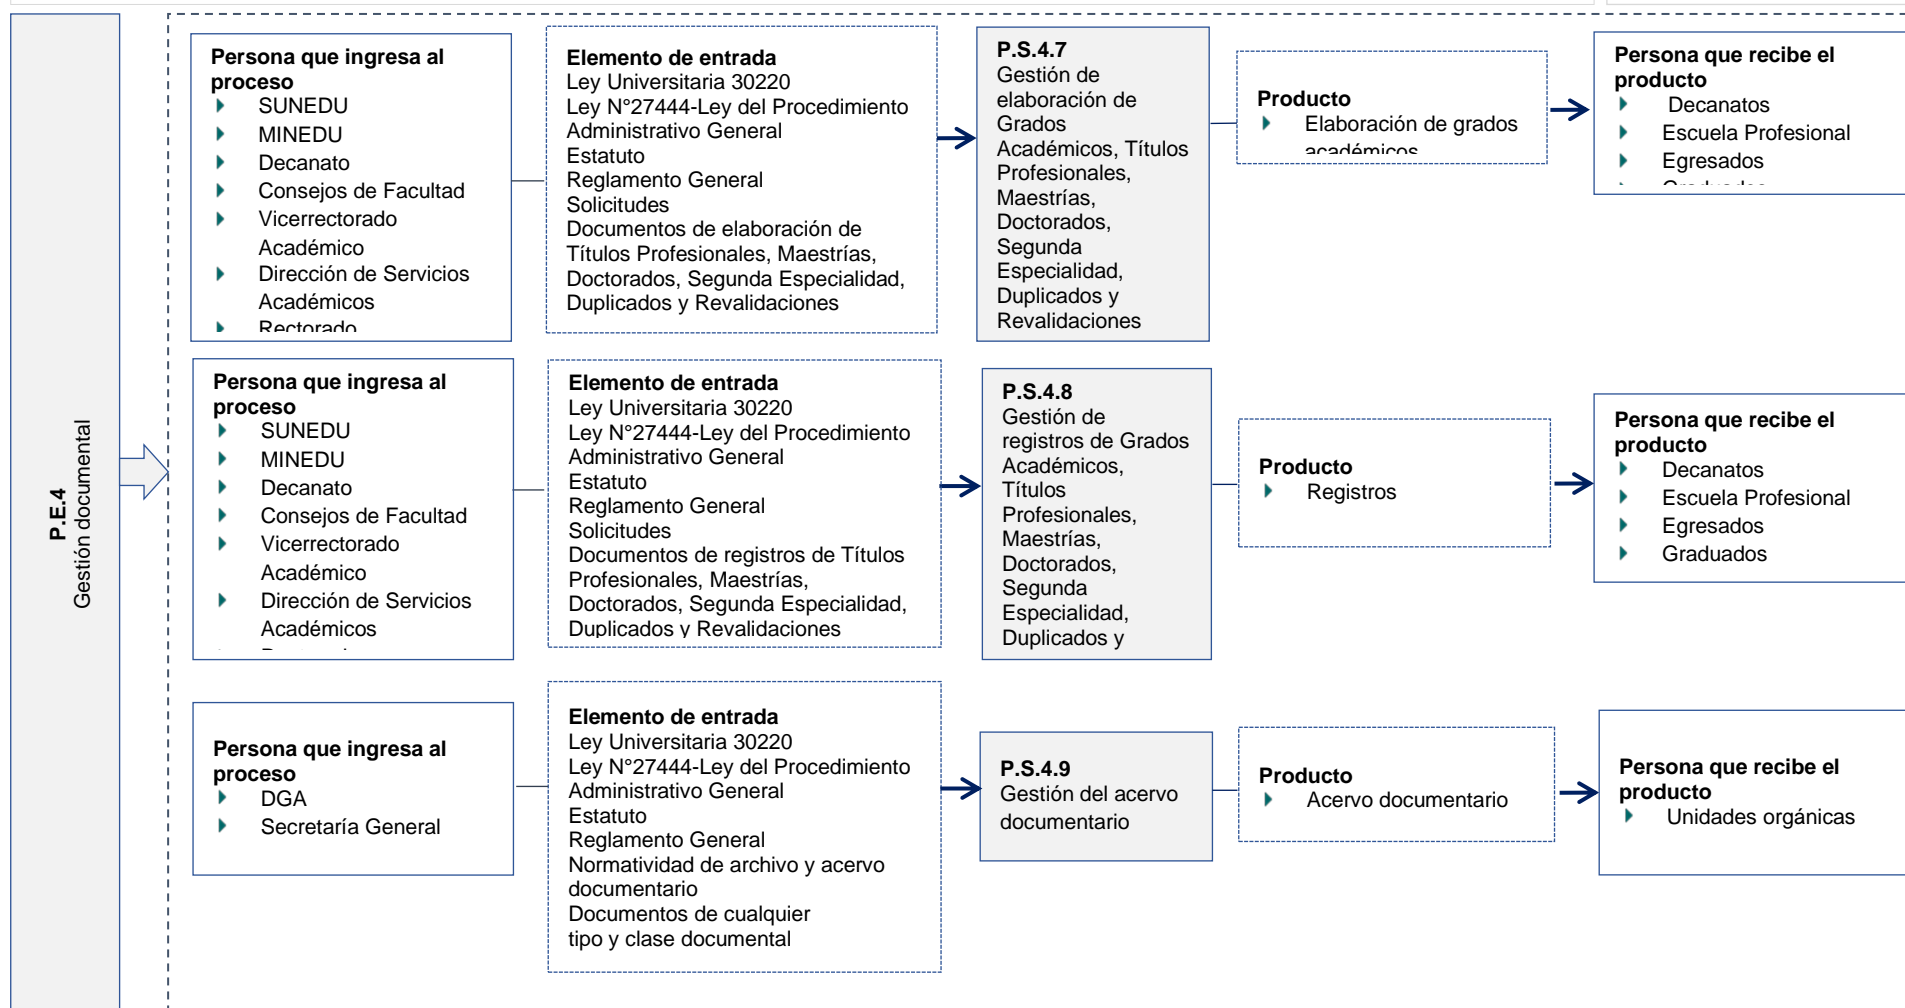 P.E.4
Gestión documental
Persona que ingresa al
proceso
SUNEDU
MINEDU
Decanato
Consejos de Facultad
Vicerrectorado
Académico
Dirección de Servicios
Académicos
Rectorado
Elemento de entrada
Ley Universitaria 30220
Ley N°27444-Ley del Procedimiento
Administrativo General
Estatuto
Reglamento General
Solicitudes
Documentos de elaboración de
Títulos Profesionales, Maestrías,
Doctorados, Segunda Especialidad,
Duplicados y Revalidaciones
P.S.4.7
Gestión de
elaboración de
Grados
Académicos, Títulos
Profesionales,
Maestrías,
Doctorados,
Segunda
Especialidad,
Duplicados y
Revalidaciones
Producto
Elaboración de grados
académicos
Persona que recibe el
producto
Decanatos
Escuela Profesional
Egresados
Persona que ingresa al
proceso
SUNEDU
MINEDU
Decanato
Consejos de Facultad
Vicerrectorado
Académico
Dirección de Servicios
Académicos
Elemento de entrada
Ley Universitaria 30220
Ley N°27444-Ley del Procedimiento
Administrativo General
Estatuto
Reglamento General
Solicitudes
Documentos de registros de Títulos
Profesionales, Maestrías,
Doctorados, Segunda Especialidad,
Duplicados y Revalidaciones
P.S.4.8
Gestión de
registros de Grados
Académicos,
Títulos
Profesionales,
Maestrías,
Doctorados,
Segunda
Especialidad,
Duplicados y
Producto
Registros
Persona que recibe el
producto
Decanatos
Escuela Profesional
Egresados
Graduados
Persona que ingresa al
proceso
DGA
Secretaría General
Elemento de entrada
Ley Universitaria 30220
Ley N°27444-Ley del Procedimiento
Administrativo General
Estatuto
Reglamento General
Normatividad de archivo y acervo
documentario
Documentos de cualquier
tipo y clase documental
P.S.4.9
Gestión del acervo
documentario
Producto
Acervo documentario
Persona que recibe el
producto
Unidades orgánicas